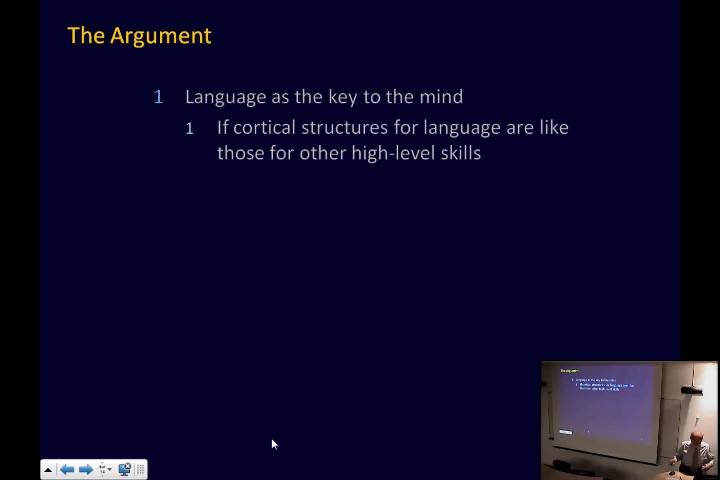 The Argument
1 Language as the key to the mind
1 If cortical structures for language are like
those for other high-level skills